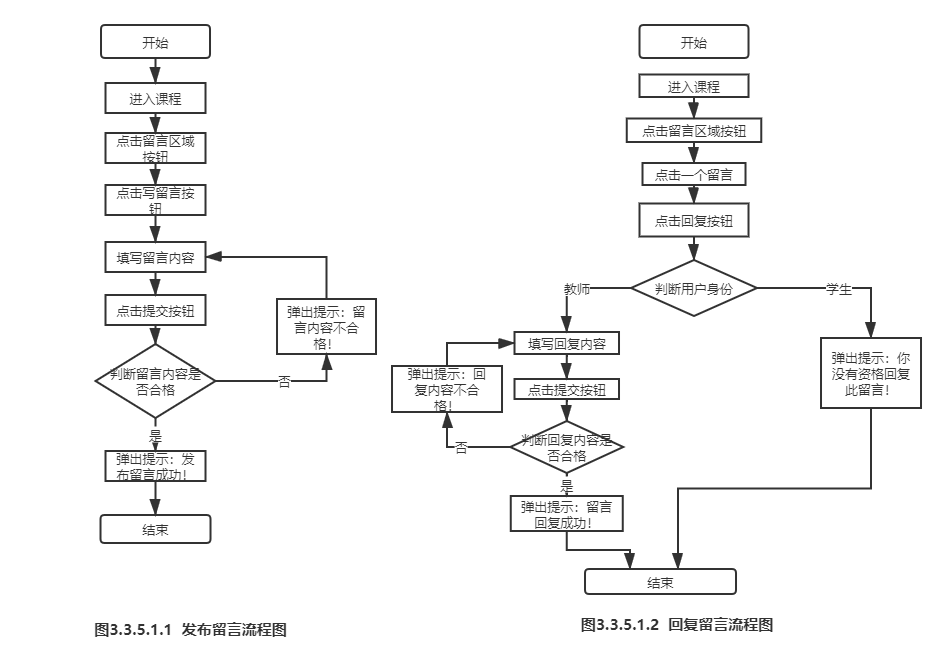 开始
进入课程
点击留言区域
按钮
点击写留言按
钮
填写留言内容
点击提交按钮
弹出提示：留
言内容不合
格！
判断留言内容是
否合格
否
是
弹出提示：发
布留言成功！
结束
图3.3.5.1.1 发布留言流程图
开始
进入课程
点击留言区域按钮
点击一个留言
点击回复按钮
判断用户身份
教师
学生
填写回复内容
弹出提示：你
没有资格回复
此留言！
弹出提示：回
复内容不合
格！
点击提交按钮
判断回复内容是
否合格
否
是
弹出提示：留言
回复成功！
结束
图3.3.5.1.2 回复留言流程图